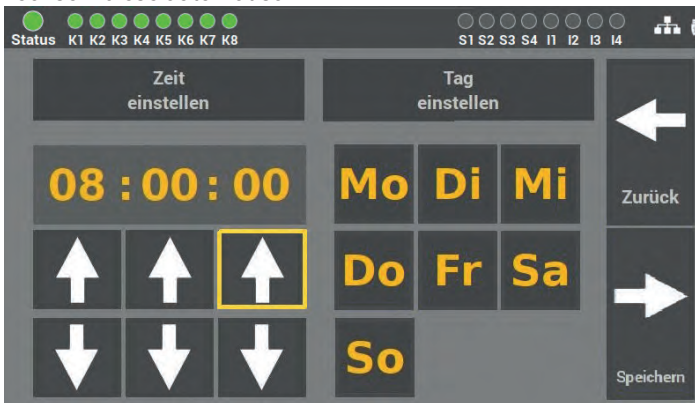 Status K1 K2 K3 K4 K5 K6 K7 K8 S1 S2 S3 S4 I1 I2 I3 I4
Zeit
einstellen
Tag
einstellen
08 : 00 : 00
Mo Di Mi
Zurück
Do Fr Sa
So
Speichern